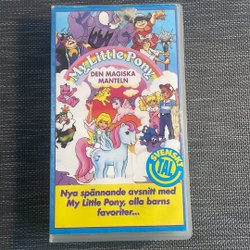 My Little Pony
DEN MAGISKA
MANTELN
SVENSKT
TAL
Nya spännande avsnitt med
My Little Pony, alla barns
favoriter...